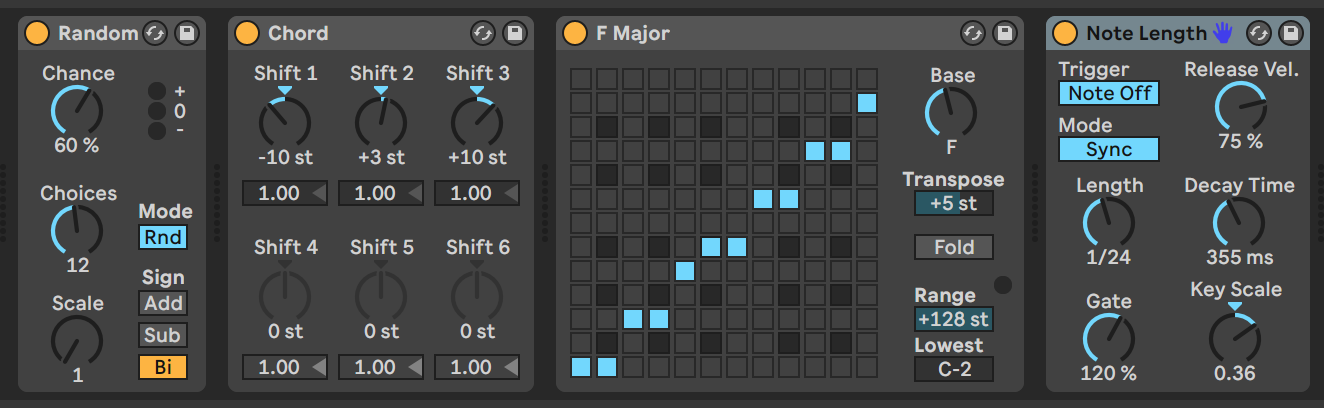 Random
Chance
60 %
+
0
-
Choices
12
Mode
Rnd
Sign
Add
Sub
Bi
Scale
1
Chord
Shift 1 Shift 2 Shift 3
-10 st +3 st +10 st
1.00 1.00 1.00
Shift 4 Shift 5 Shift 6
0 st 0 st 0 st
1.00 1.00 1.00
F Major
Base
F
Transpose
+5 st
Fold
Range
+128 st
Lowest
C-2
Note Length
Trigger
Note Off
Mode
Sync
Release Vel.
75 %
Length
1/24
Decay Time
355 ms
Gate
120 %
Key Scale
0.36